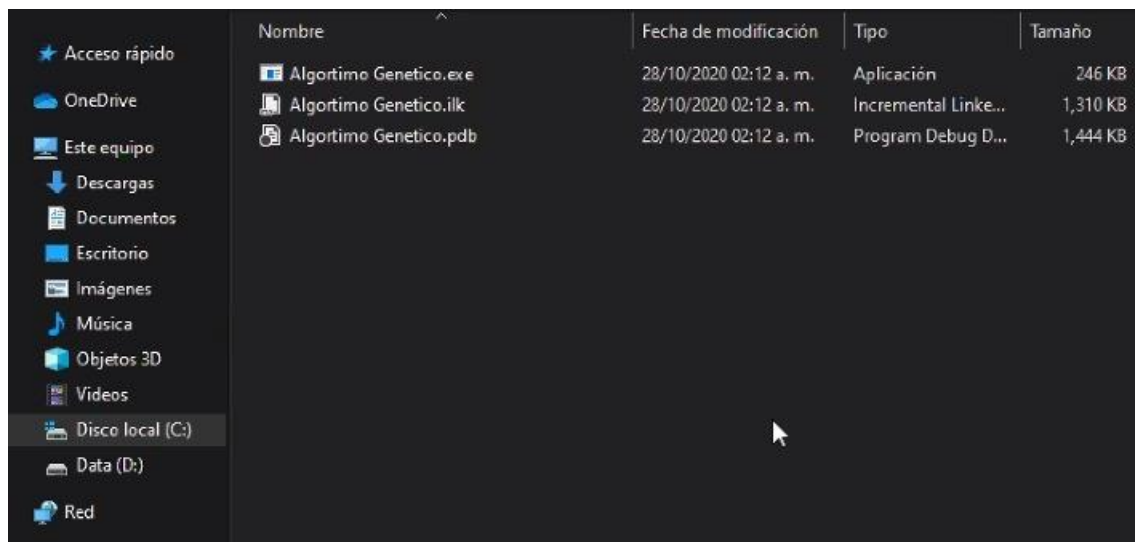 Nombre Fecha de modificación Tipo Tamaño
Acceso rápido
OneDrive
Este equipo
Descargas
Documentos
Escritorio
Imágenes
Música
Objetos 3D
Videos
Disco local (C:)
Data (D:)
Red
Algortimo Genetico.exe 28/10/2020 02:12 a. m. Aplicación 246 KB
Algortimo Genetico.ilk 28/10/2020 02:12 a. m. Incremental Linke... 1,310 KB
Algortimo Genetico.pdb 28/10/2020 02:12 a. m. Program Debug D... 1,444 KB